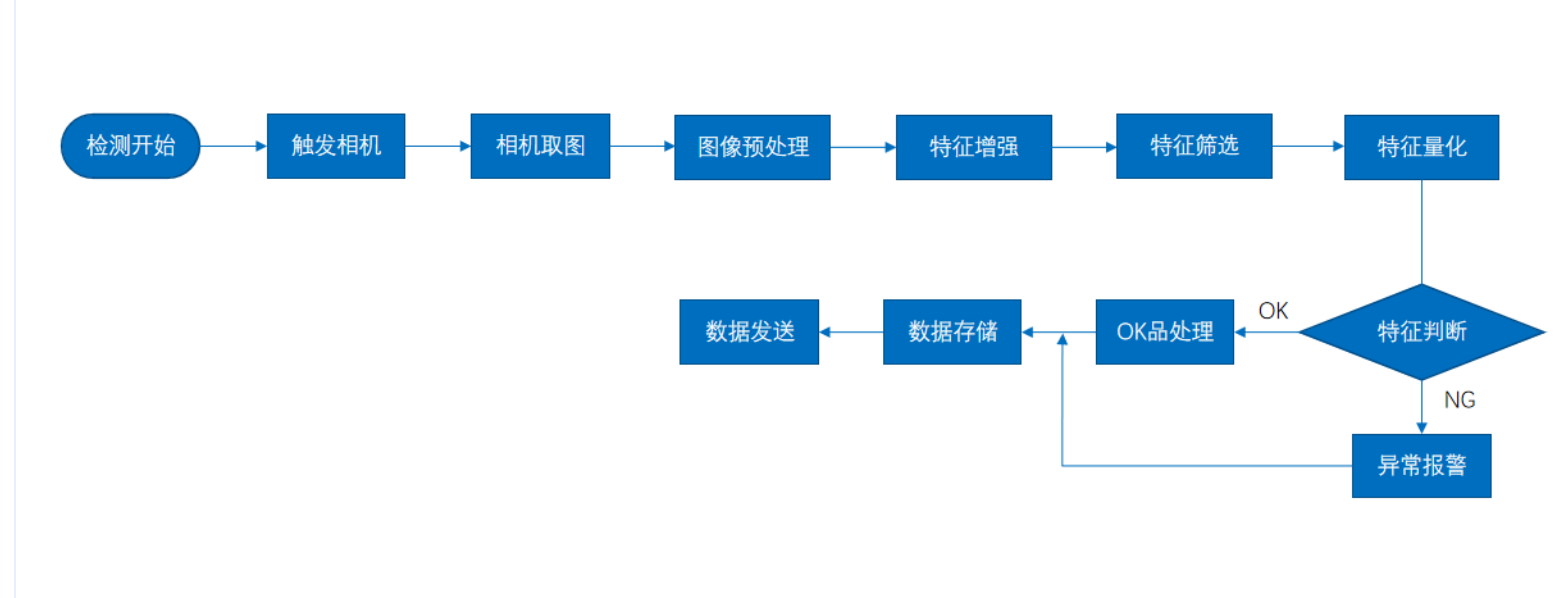 检测开始
触发相机
相机取图
图像预处理
特征增强
特征筛选
特征量化
数据发送
数据存储
OK品处理
OK
特征判断
NG
异常报警